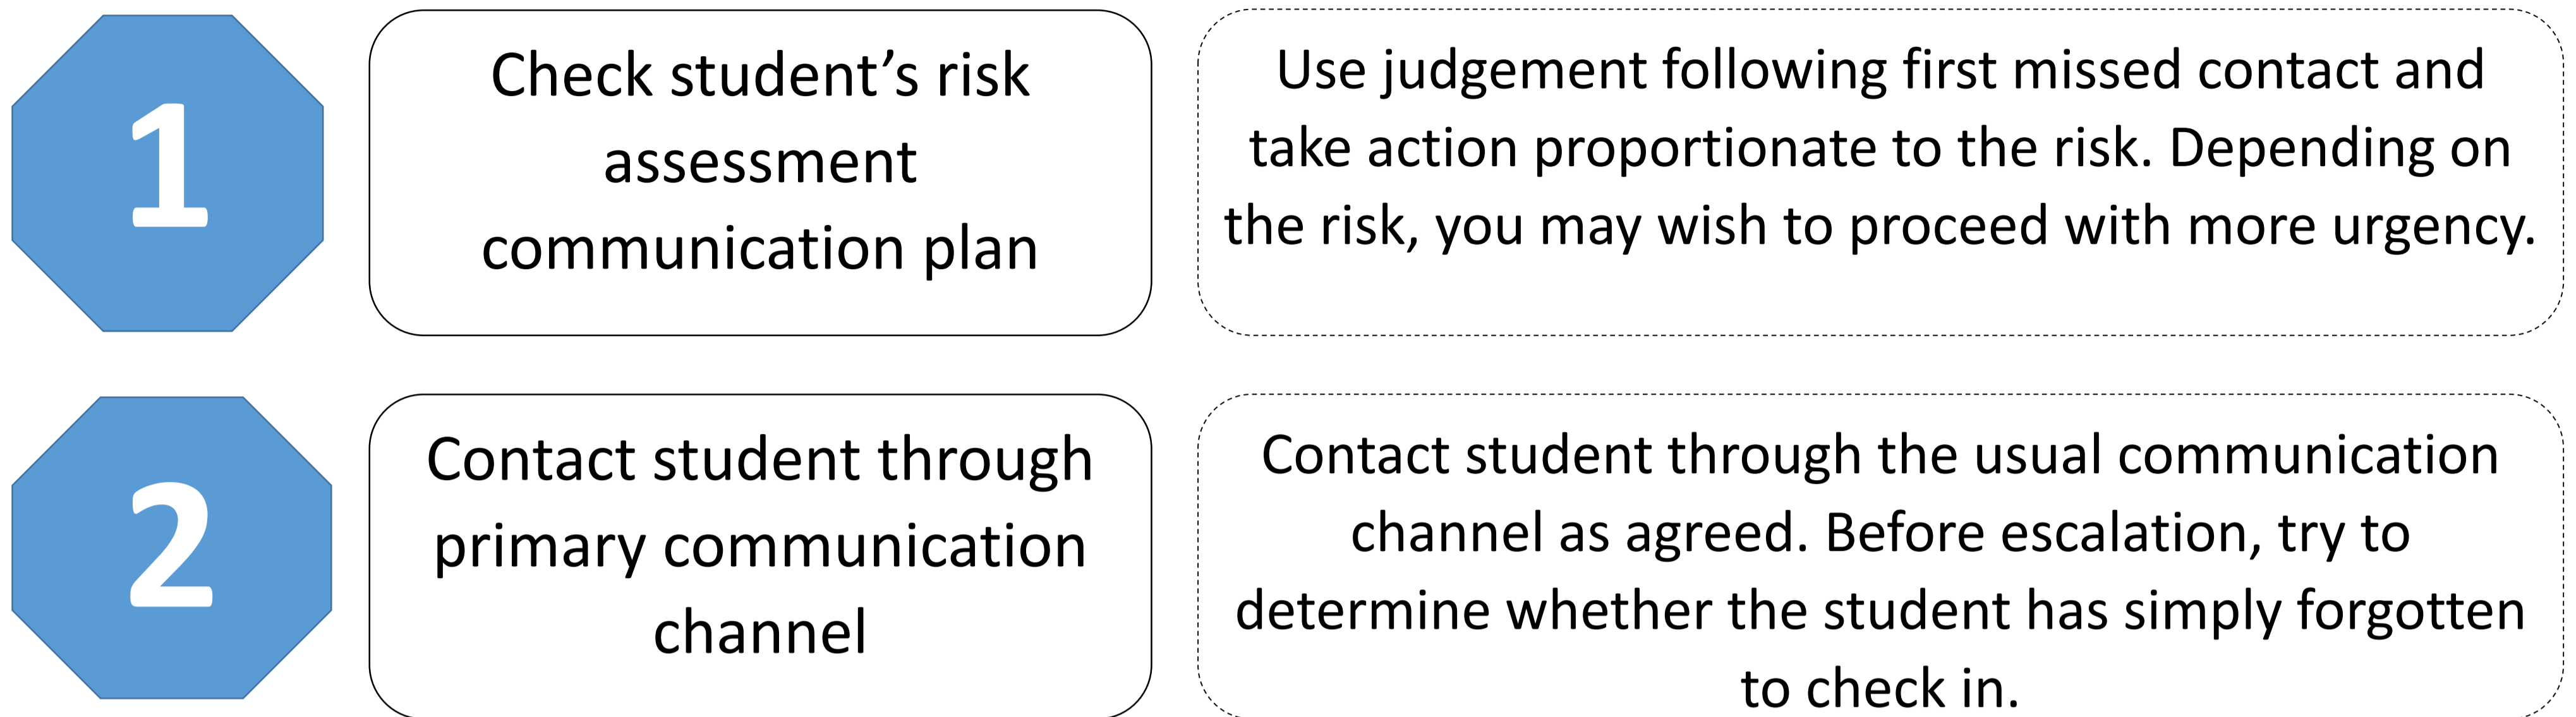 1
Check student’s risk
assessment
communication plan
Use judgement following first missed contact and
take action proportionate to the risk. Depending on
the risk, you may wish to proceed with more urgency.
2
Contact student through
primary communication
channel
Contact student through the usual communication
channel as agreed. Before escalation, try to
determine whether the student has simply forgotten
to check in.